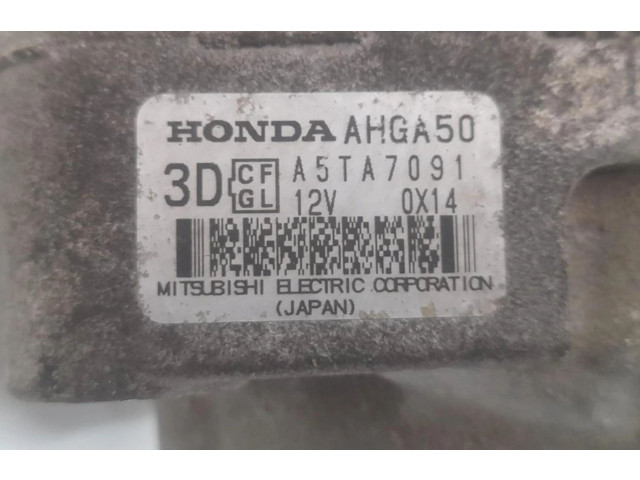 HONDA AHGA50
3D CF A5TA7091
GL 12V 0X14
MITSUBISHI ELECTRIC CORPORATION
(JAPAN)